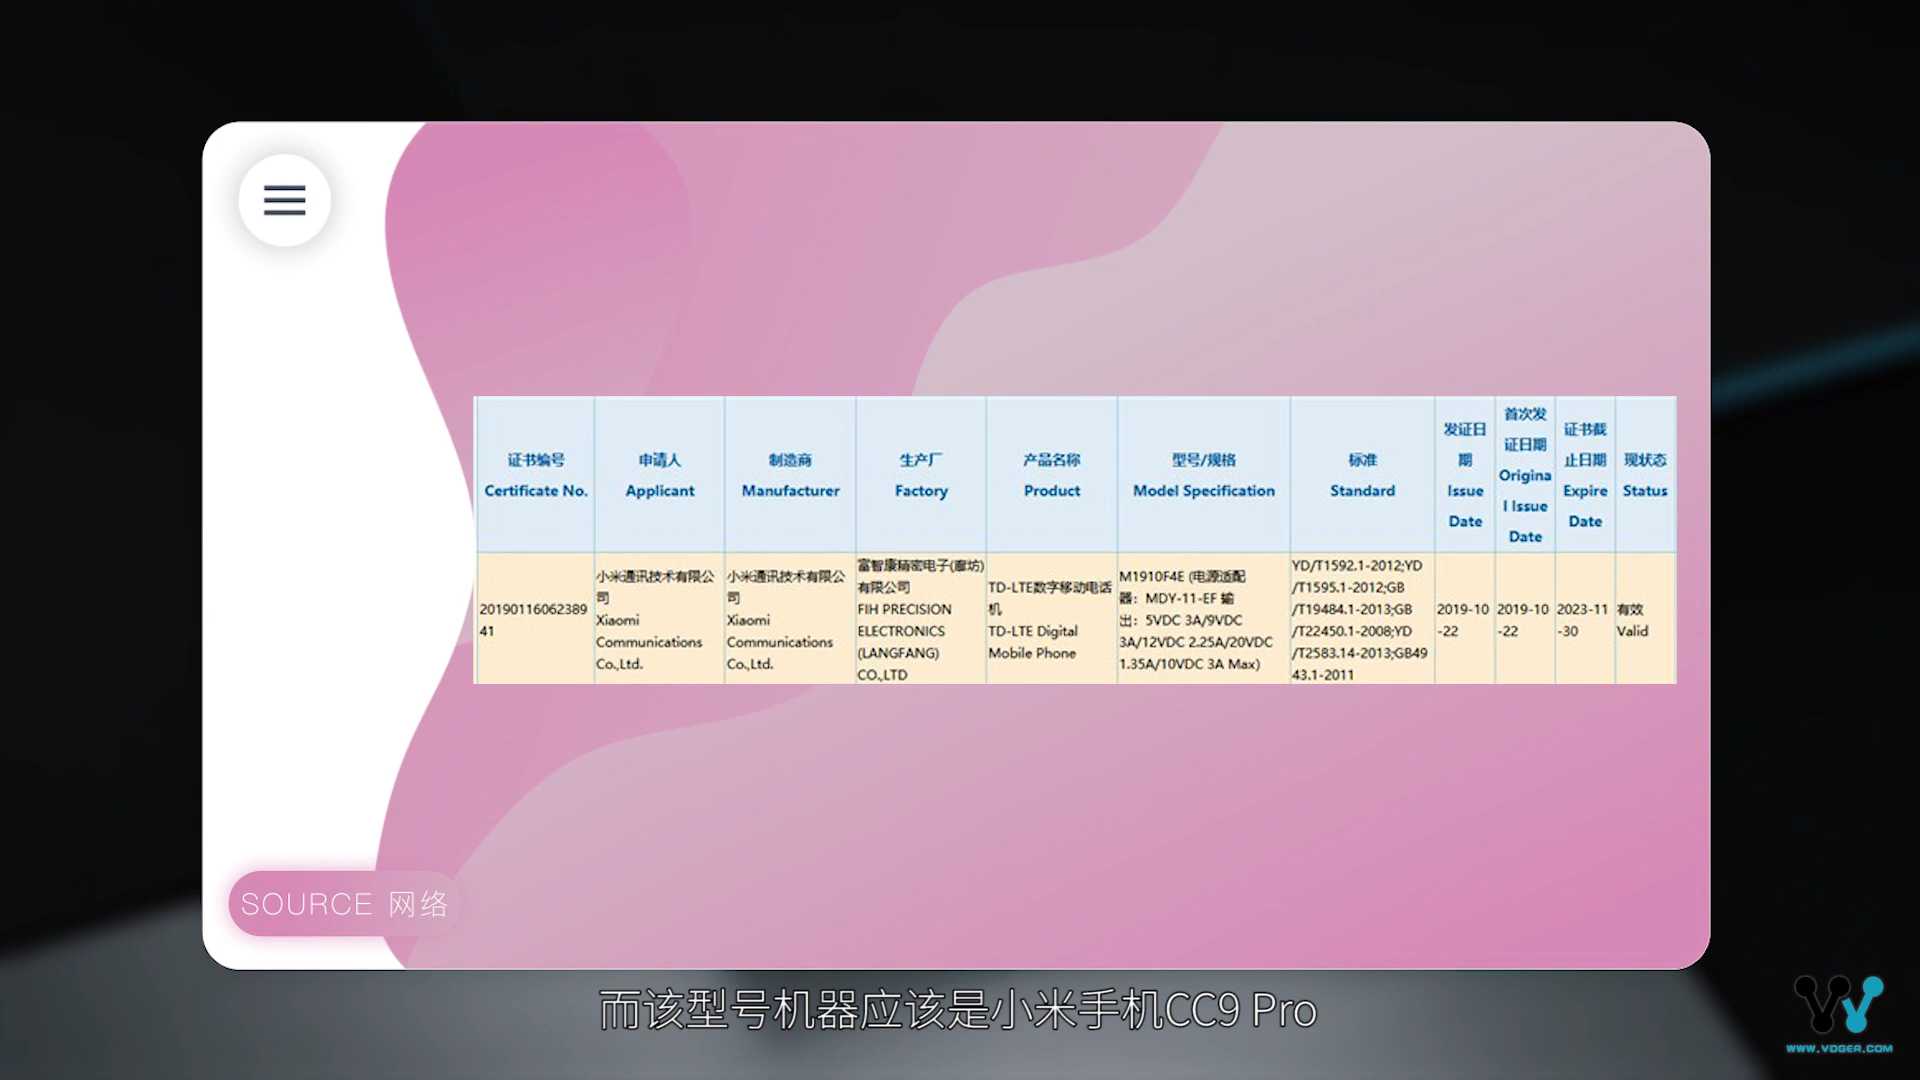 证书编号
Certificate No.
申请人
Applicant
制造商
Manufacturer
生产厂
Factory
产品名称
Product
型号/规格
Model Specification
标准
Standard
发证日
期
Issue
Date
首次发
证日期
Origina
l Issue
Date
证书截
止日期
Expire
Date
现状态
Status
20190116062389
41
小米通讯技术有限公
司
Xiaomi
Communications
Co.,Ltd.
小米通讯技术有限公
司
Xiaomi
Communications
Co.,Ltd.
富智康精密电子(廊坊)
有限公司
FIH PRECISION
ELECTRONICS
(LANGFANG)
CO.,LTD
TD-LTE数字移动电话
机
TD-LTE Digital
Mobile Phone
M1910F4E (电源适配
器：MDY-11-EF 输
出：5VDC 3A/9VDC
3A/12VDC 2.25A/20VDC
1.35A/10VDC 3A Max)
YD/T1592.1-2012;YD
/T1595.1-2012;GB
/T19484.1-2013;GB
/T22450.1-2008;YD
/T2583.14-2013;GB49
43.1-2011
2019-10
-22
2019-10
-22
2023-11
-30
有效
Valid
SOURCE 网络
而该型号机器应该是小米手机CC9 Pro
WWW.VOGER.COM